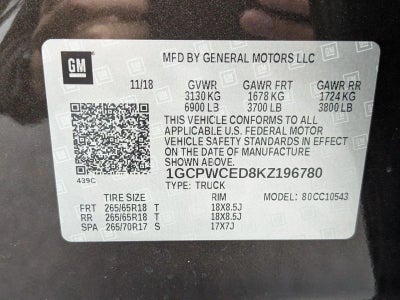 GM
MFD BY GENERAL MOTORS LLC
11/18 GVWR GAWR FRT GAWR RR
3130 KG 1678 KG 1724 KG
6900 LB 3700 LB 3800 LB
THIS VEHICLE CONFORMS TO ALL APPLICABLE
U.S. FEDERAL MOTOR
VEHICLE SAFETY STANDARDS IN EFFECT
ON THE DATE OF MANUFACTURE SHOWN ABOVE.
439C
1GCPWCED8KZ196780
TYPE: TRUCK
MODEL: 80CC10543
TIRE SIZE RIM
FRT 265/65R18 T 18X8.5J
RR 265/65R18 T 18X8.5J
SPA 265/70R17 S 17X7J